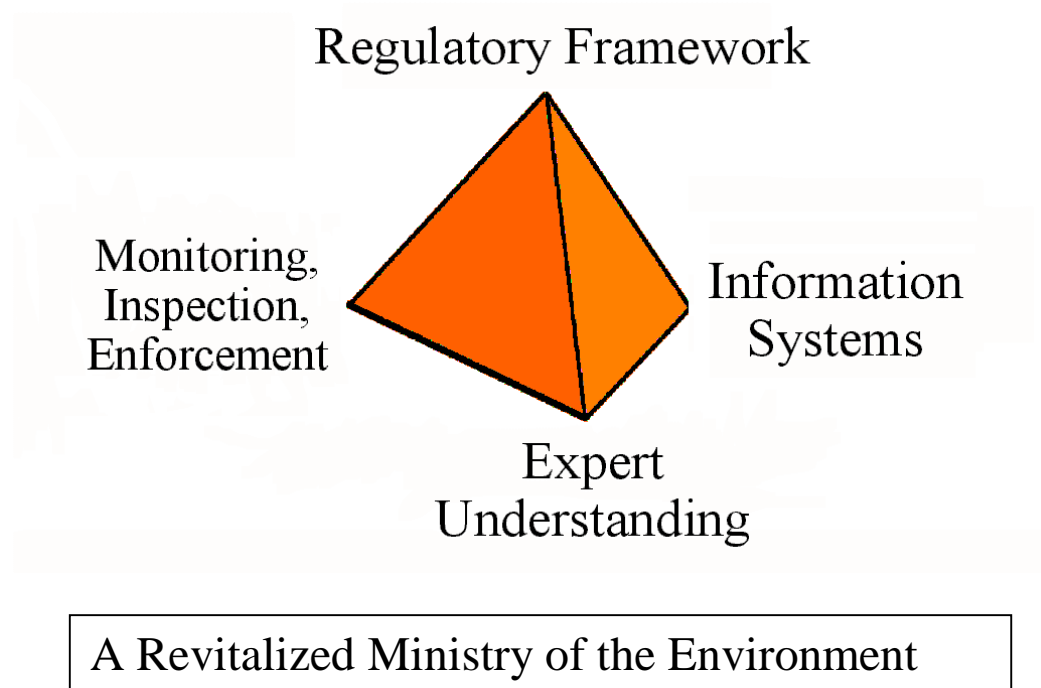 Regulatory Framework
Monitoring,
Inspection,
Enforcement
Information
Systems
Expert
Understanding
A Revitalized Ministry of the Environment